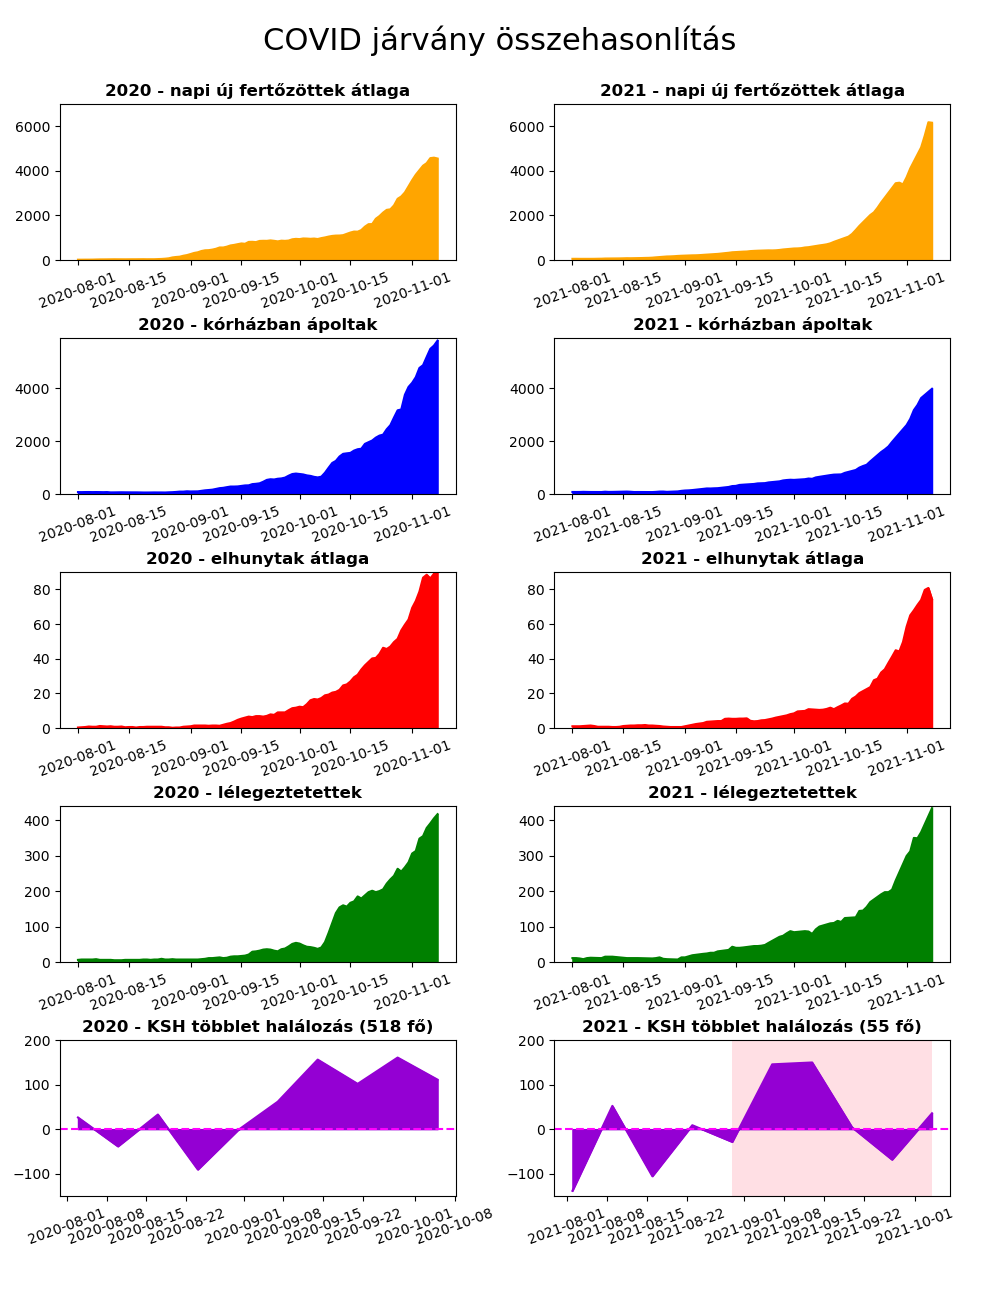 COVID járvány összehasonlítás
2020 - napi új fertőzöttek átlaga
6000
4000
2000
0
2020-08-01 2020-08-15 2020-09-01 2020-09-15 2020-10-01 2020-10-15 2020-11-01
2021 - napi új fertőzöttek átlaga
6000
4000
2000
0
2021-08-01 2021-08-15 2021-09-01 2021-09-15 2021-10-01 2021-10-15 2021-11-01
2020 - kórházban ápoltak
4000
2000
0
2020-08-01 2020-08-15 2020-09-01 2020-09-15 2020-10-01 2020-10-15 2020-11-01
2021 - kórházban ápoltak
4000
2000
0
2021-08-01 2021-08-15 2021-09-01 2021-09-15 2021-10-01 2021-10-15 2021-11-01
2020 - elhunytak átlaga
80
60
40
20
0
2020-08-01 2020-08-15 2020-09-01 2020-09-15 2020-10-01 2020-10-15 2020-11-01
2021 - elhunytak átlaga
80
60
40
20
0
2021-08-01 2021-08-15 2021-09-01 2021-09-15 2021-10-01 2021-10-15 2021-11-01
2020 - lélegeztetettek
400
300
200
100
0
2020-08-01 2020-08-15 2020-09-01 2020-09-15 2020-10-01 2020-10-15 2020-11-01
2021 - lélegeztetettek
400
300
200
100
0
2021-08-01 2021-08-15 2021-09-01 2021-09-15 2021-10-01 2021-10-15 2021-11-01
2020 - KSH többlet halálozás (518 fő)
200
100
0
−100
2020-08-01 2020-08-08 2020-08-15 2020-08-22 2020-09-01 2020-09-08 2020-09-15 2020-09-22 2020-10-01 2020-10-08
2021 - KSH többlet halálozás (55 fő)
200
100
0
−100
2021-08-01 2021-08-08 2021-08-15 2021-08-22 2021-09-01 2021-09-08 2021-09-15 2021-09-22 2021-10-01